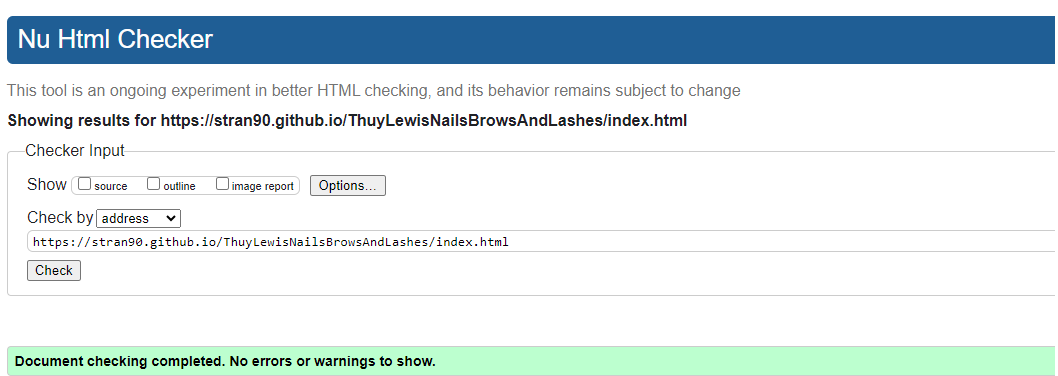 Nu Html Checker
This tool is an ongoing experiment in better HTML checking, and its behavior remains subject to change
Showing results for https://stran90.github.io/ThuyLewisNailsBrowsAndLashes/index.html
Checker Input
Show source outline image report Options...
Check by address
https://stran90.github.io/ThuyLewisNailsBrowsAndLashes/index.html
Check
Document checking completed. No errors or warnings to show.